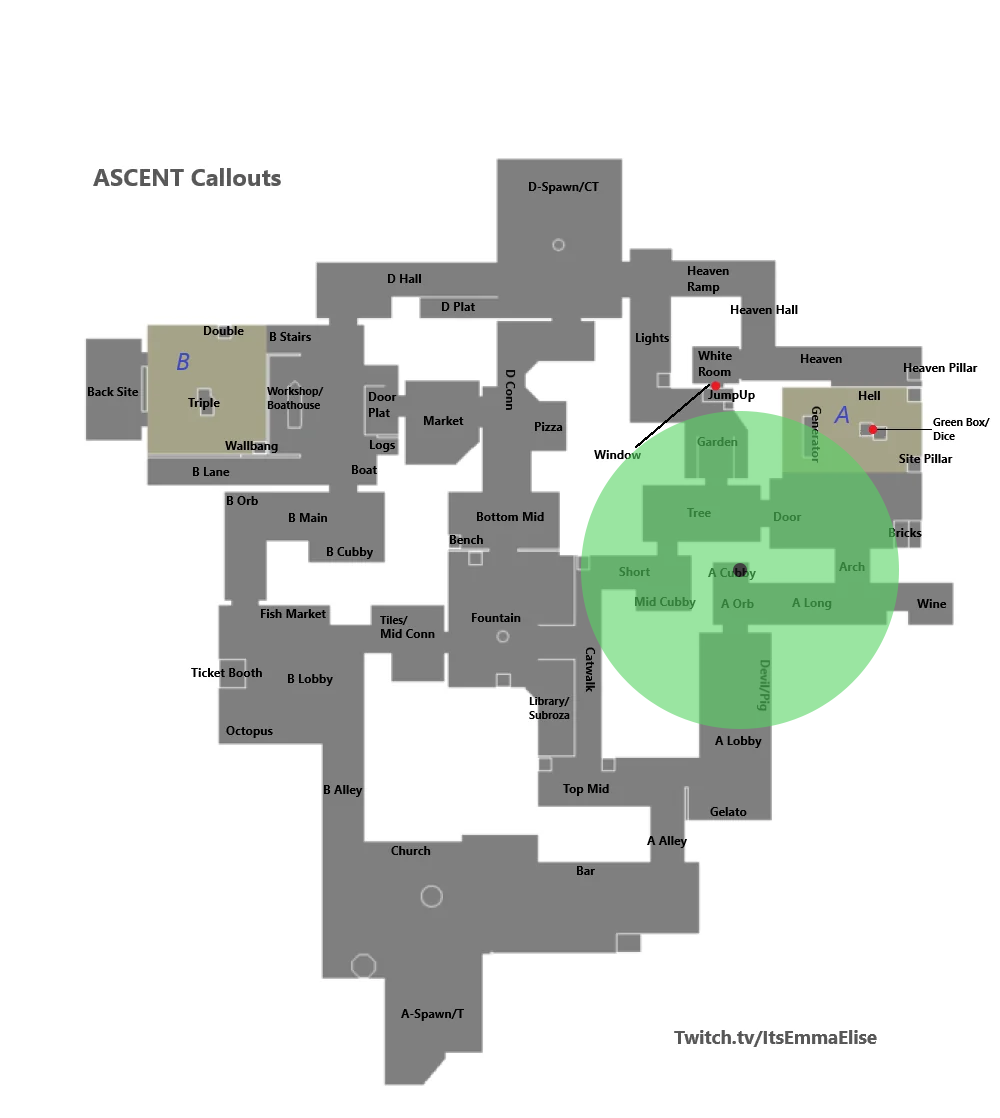 D-Spawn/CT
ASCENT Callouts
Heaven
Ramp
D Hall
D Plat
Heaven Hall
Double
B Stairs
Lights
White
Room
Heaven
B
Heaven Pillar
Back Site
Workshop/
Boathouse
D Conn
JumpUp
Hell
Triple
Door
Plat
Market
Pizza
Generator
A
Green Box/
Dice
Wallbang
Logs
Garden
Window
Site Pillar
B Lane
Boat
B Orb
B Main
Bottom Mid
Tree
Door
Bench
Bricks
B Cubby
Short
A Cubby
Arch
Mid Cubby
A Orb
A Long
Wine
Fish Market
Tiles/
Mid Conn
Fountain
Ticket Booth
B Lobby
Catwalk
Devil/Pig
Library/
Subroza
Octopus
A Lobby
B Alley
Top Mid
Gelato
A Alley
Church
Bar
A-Spawn/T
Twitch.tv/ItsEmmaElise